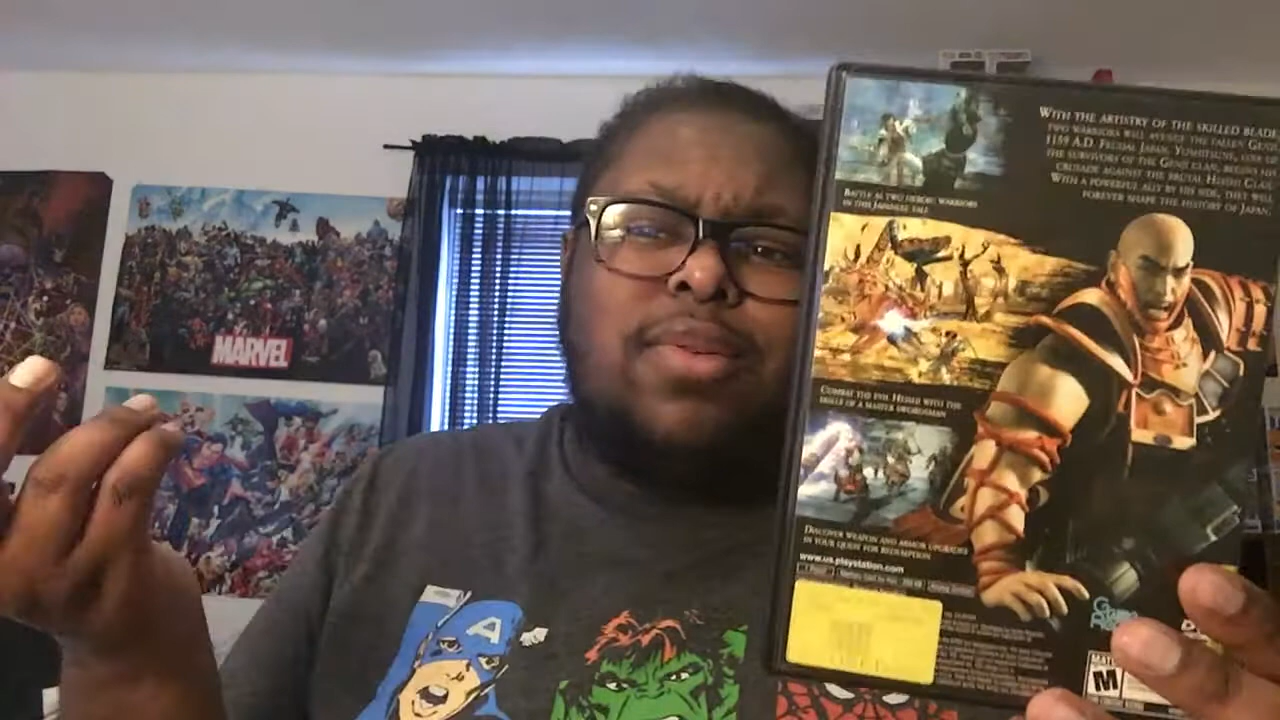 WITH THE ARTISTRY OF THE SKILLED BLADE
TWO WARRIORS WILL AVENGE THE FALLEN GENJI
1159 A.D. FEUDAL JAPAN. YOSHITSUNE, ONE OF
THE SURVIVORS OF THE GENJI CLAN, BEGINS HIS
CRUSADE AGAINST THE BRUTAL HEISHI CLAN.
WITH A POWERFUL ALLY BY HIS SIDE, THEY WILL
FOREVER SHAPE THE HISTORY OF JAPAN.
BATTLE AS TWO HEROIC WARRIORS
IN THIS JAPANESE TALE
MARVEL
COMBAT THE EVIL HEISHI WITH THE
SKILLS OF A MASTER SWORDSMAN
DISCOVER WEAPON AND ARMOR UPGRADES
IN YOUR QUEST FOR REDEMPTION
www.us.playstation.com
A
M